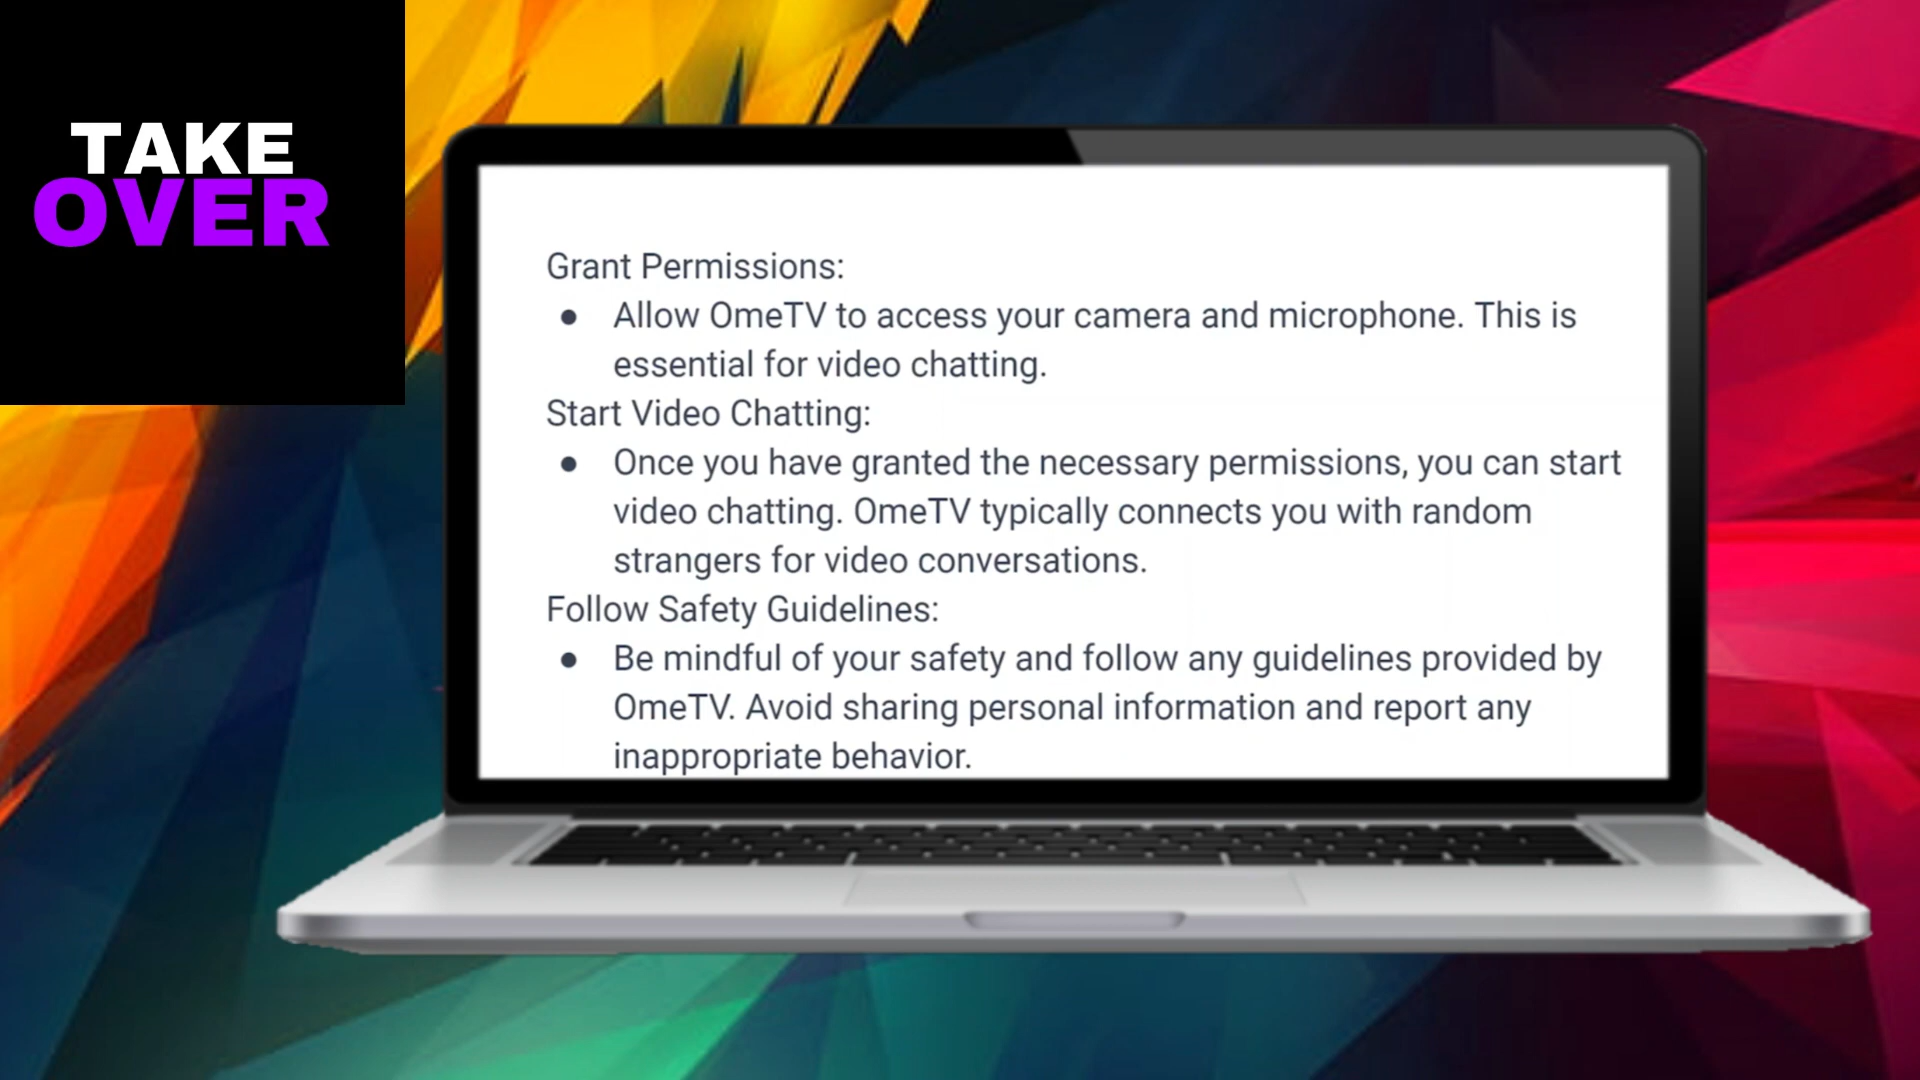 TAKE
OVER
Grant Permissions:
● Allow OmeTV to access your camera and microphone. This is
essential for video chatting.
Start Video Chatting:
● Once you have granted the necessary permissions, you can start
video chatting. OmeTV typically connects you with random
strangers for video conversations.
Follow Safety Guidelines:
● Be mindful of your safety and follow any guidelines provided by
OmeTV. Avoid sharing personal information and report any
inappropriate behavior.